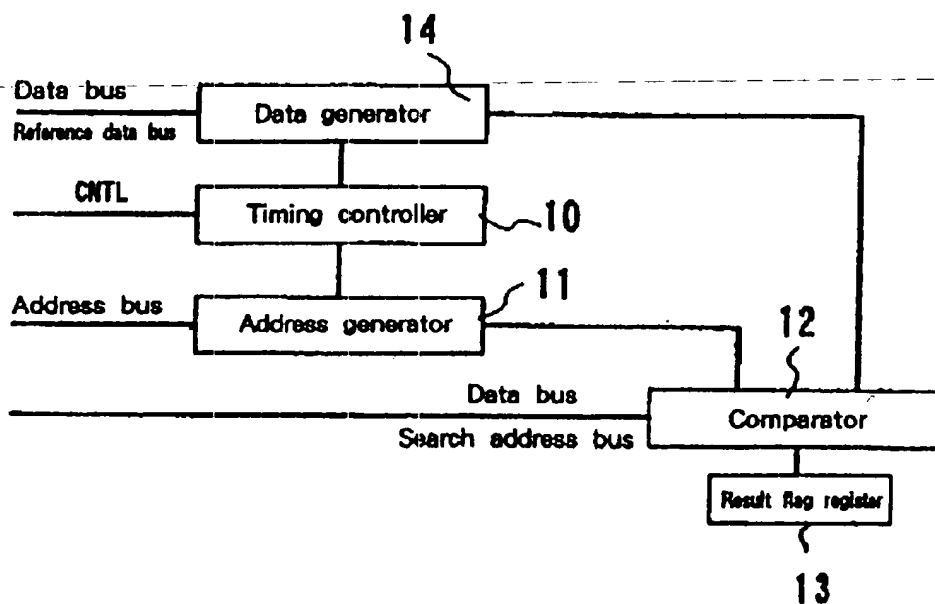 14
Data bus
Data generator
Reference data bus
CNTL
Timing controller
10
Address bus
11
Address generator
12
Data bus
Comparator
Search address bus
Result flag register
13